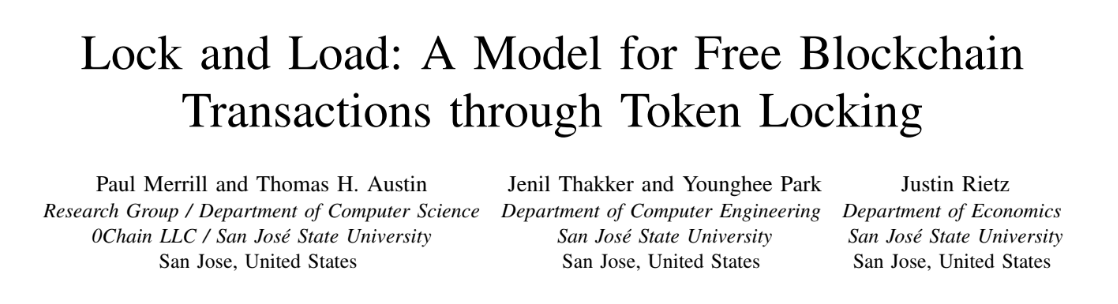 Lock and Load: A Model for Free Blockchain
Transactions through Token Locking
Paul Merrill and Thomas H. Austin
Research Group / Department of Computer Science
0Chain LLC / San José State University
San Jose, United States
Jenil Thakker and Younghee Park
Department of Computer Engineering
San José State University
San Jose, United States
Justin Rietz
Department of Economics
San José State University
San Jose, United States